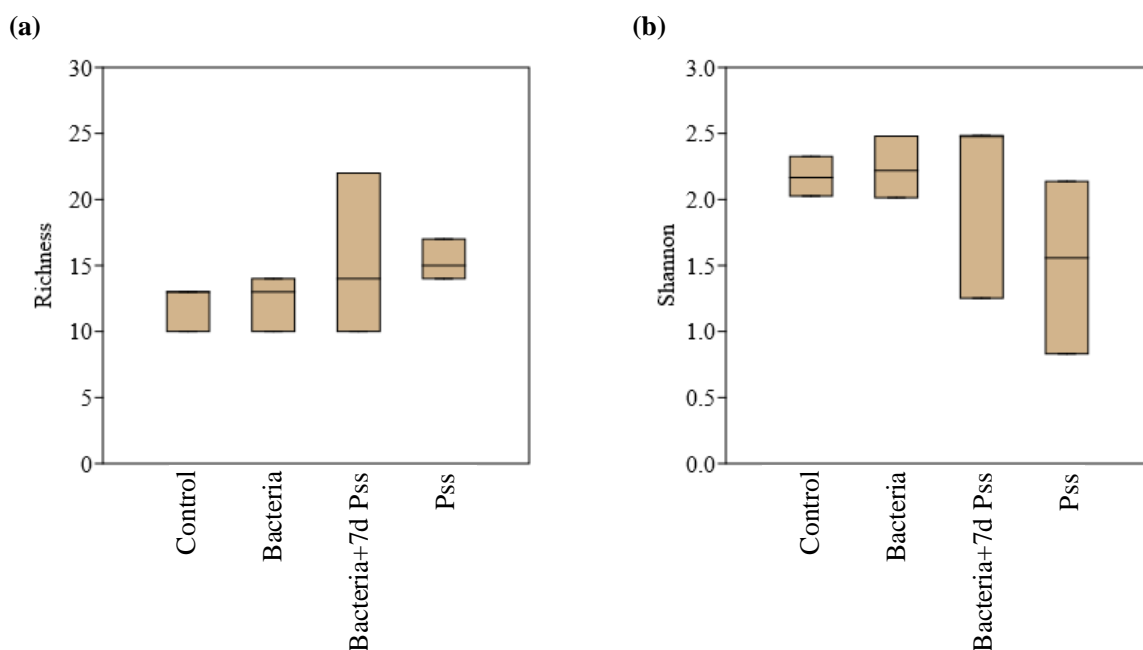 (a)
30
25
20
15
10
5
0
Richness
Control
Bacteria
Bacteria+7d Pss
Pss
(b)
3.0
2.5
2.0
1.5
1.0
0.5
0.0
Shannon
Control
Bacteria
Bacteria+7d Pss
Pss